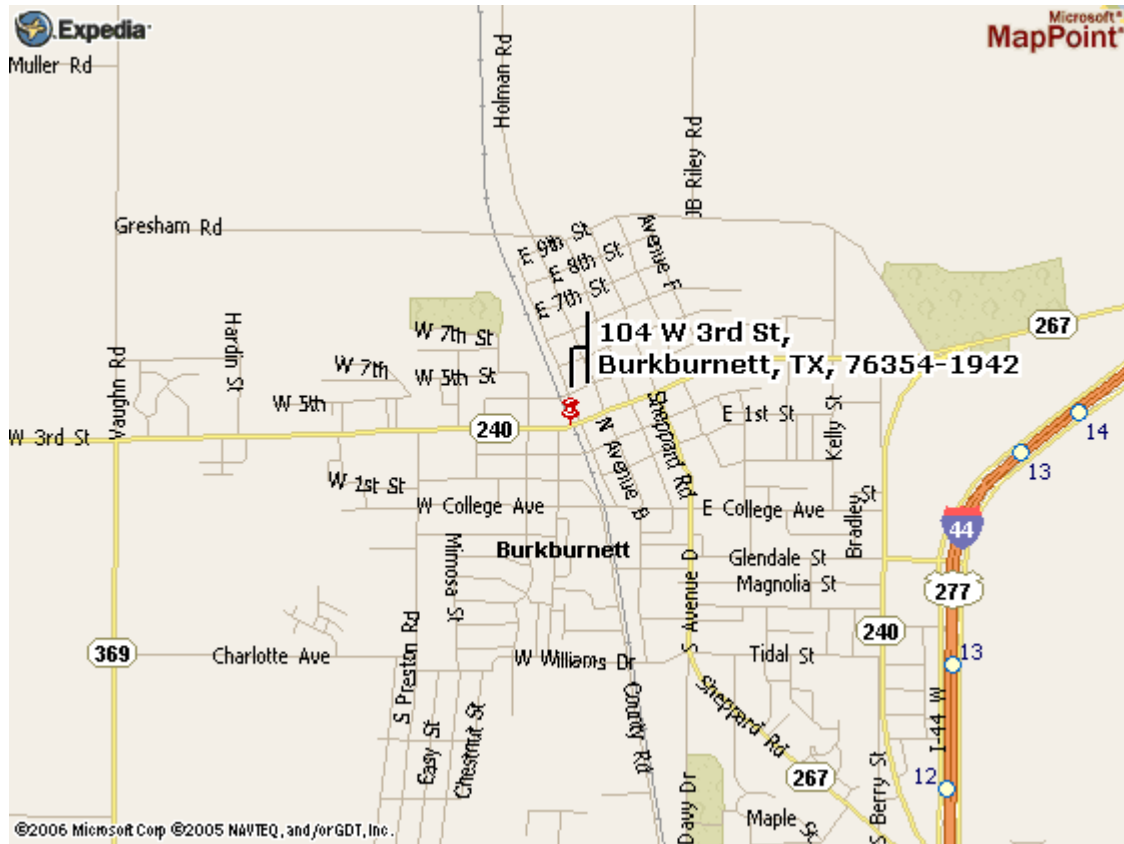 Expedia
Microsoft®
MapPoint®
Muller Rd
Holman Rd
JB Riley Rd
Gresham Rd
E 9th St
Avenue F
E 8th St
E 7th St
267
Hardin St
W 7th St
104 W 3rd St,
Burkburnett, TX, 76354-1942
Vaughn Rd
W 7th
W 5th St
W 5th
Sheppard Rd
E 1st St
Kelly St
14
W 3rd St
240
N Avenue B
13
W 1st St
W College Ave
E College Ave
Bradley St
44
Burkburnett
Mimosa St
Glendale St
Magnolia St
277
S Avenue D
240
369
Charlotte Ave
S Preston Rd
W Williams Dr
Tidal St
13
County Rd
Sheppard Rd
I-44 W
Easy St
Chestnut St
267
12
Davy Dr
Maple St
S Berry St
©2006 Microsoft Corp ©2005 NAVTEQ, and/or GDT, Inc.